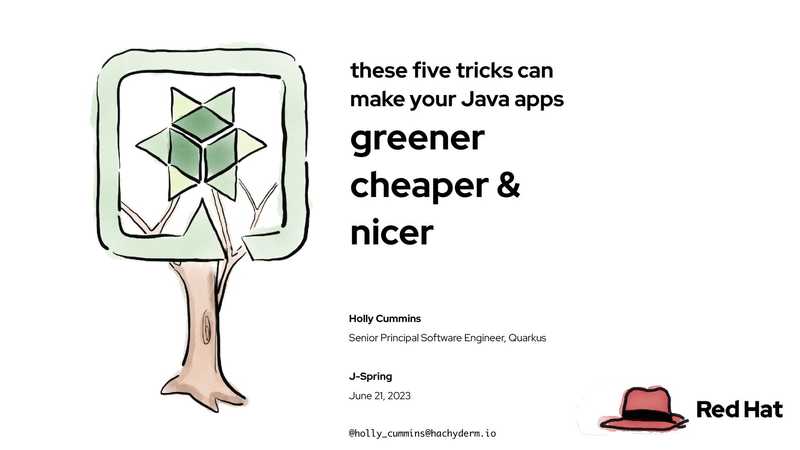 these five tricks can
make your Java apps
greener
cheaper &
nicer
Holly Cummins
Senior Principal Software Engineer, Quarkus
J-Spring
June 21, 2023
@holly_cummins@hachyderm.io
Red Hat